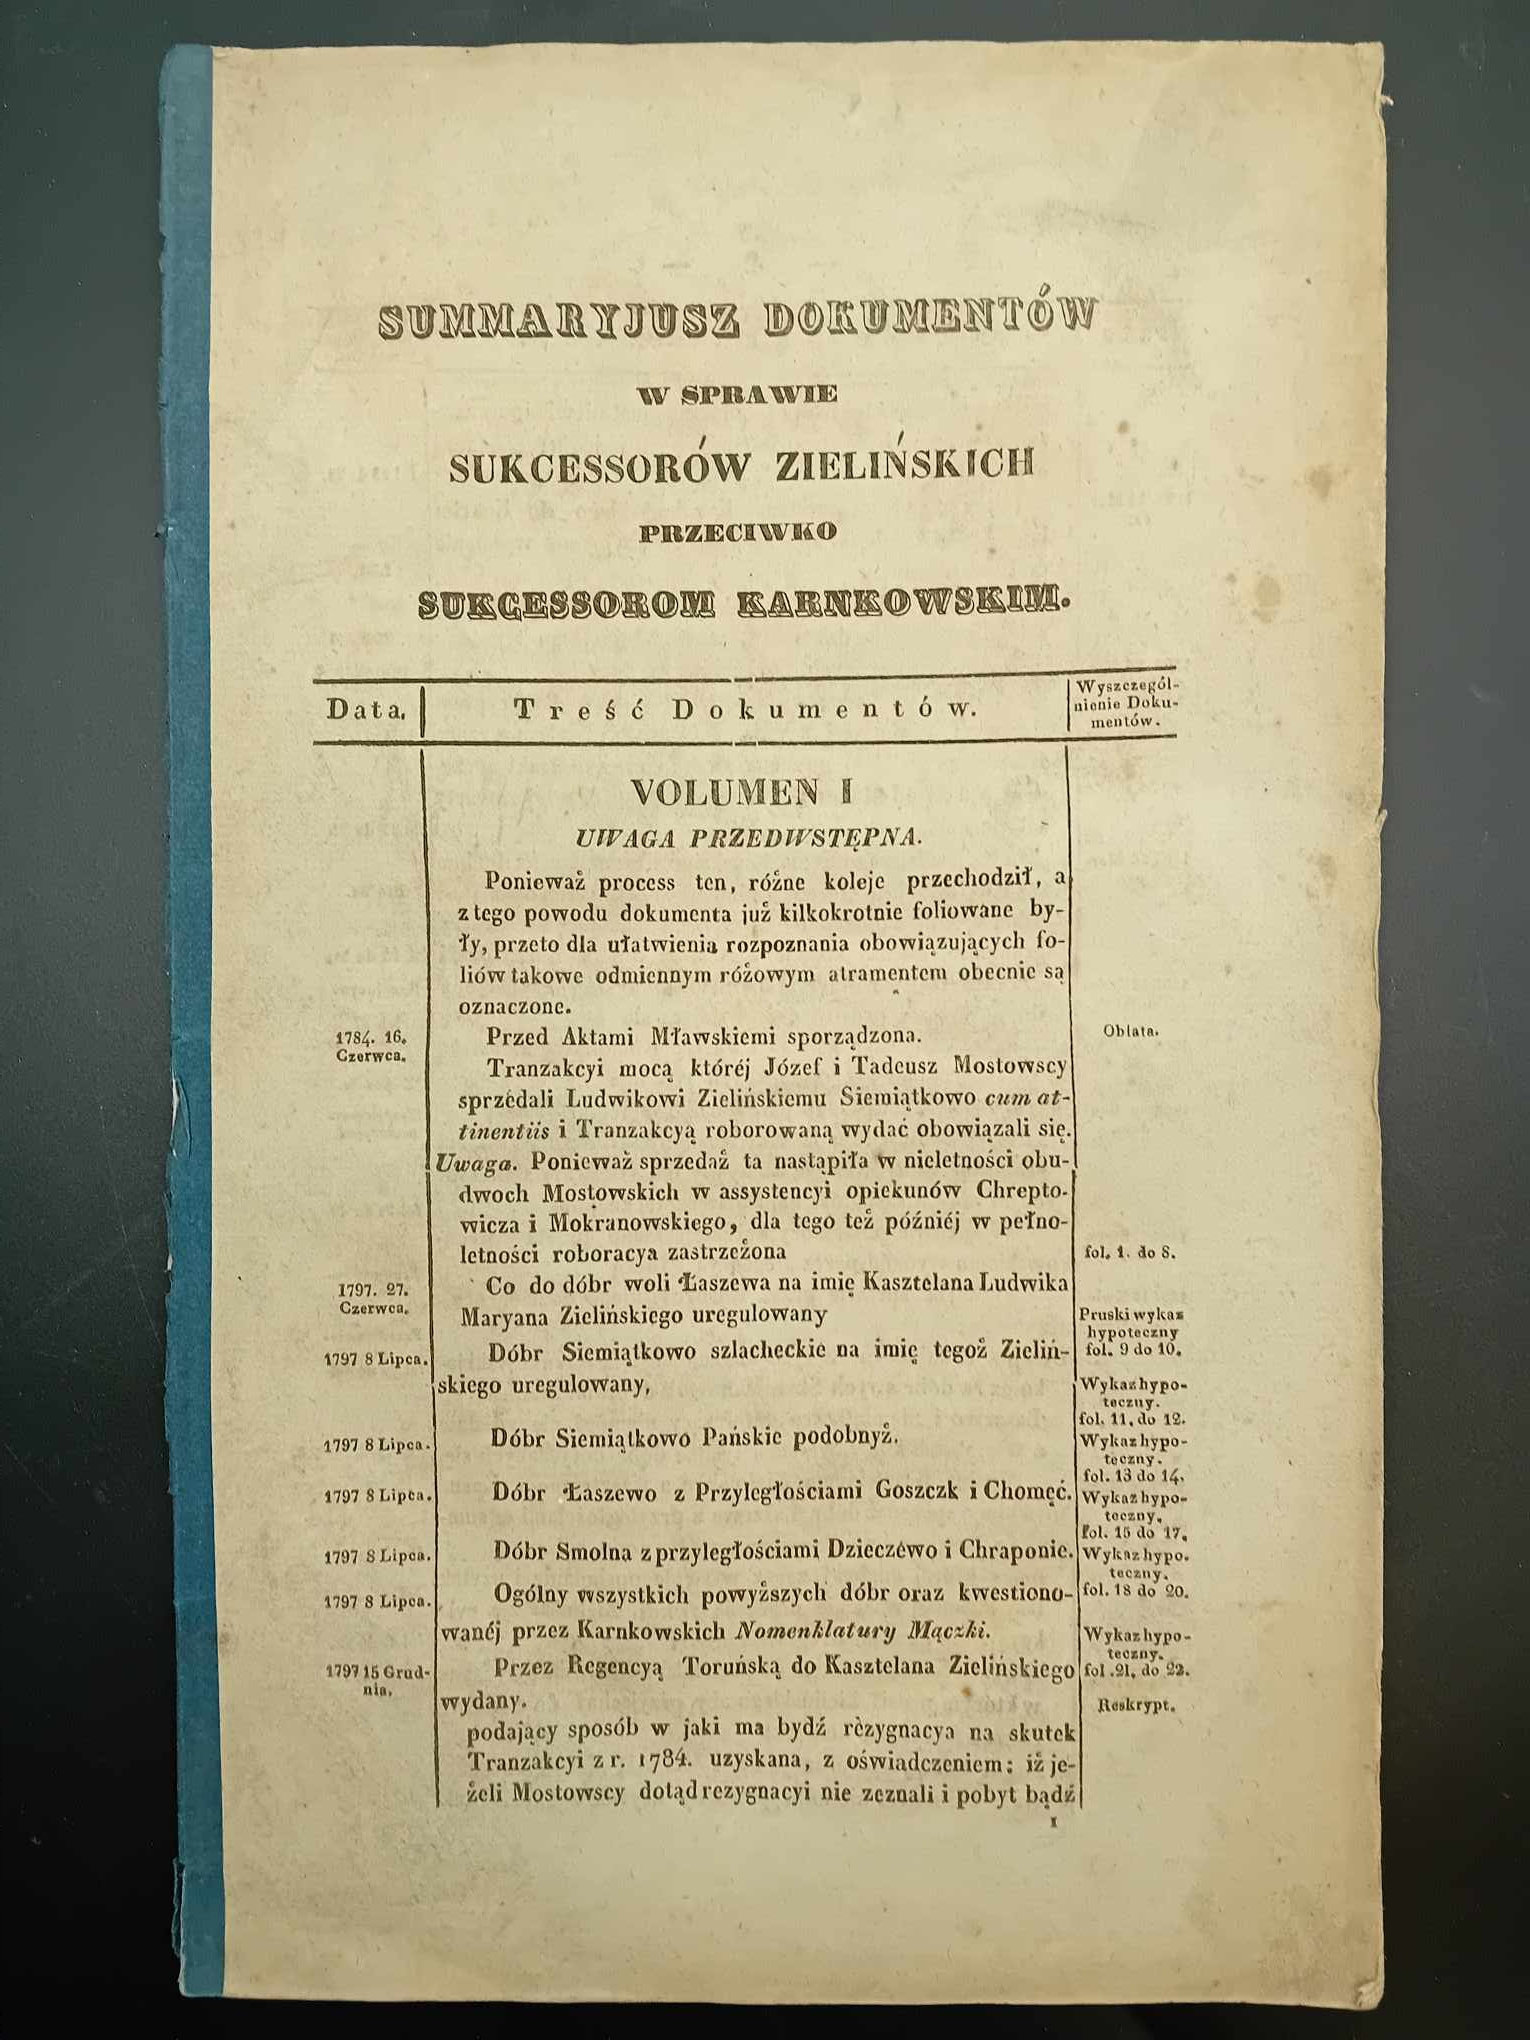 SUMMARYJUSZ DOKUMENTÓW
W SPRAWIE
SUKCESSORÓW ZIELIŃSKICH
PRZECIWKO
SUKCESSOROM KARNKOWSKIM.
Data.
Treść Dokumentów.
Wyszczegól-
nienie Doku-
mentów.
VOLUMEN I
UWAGA PRZEDWSTĘPNA.
Ponieważ process ten, różne koleje przechodził, a
z tego powodu dokumenta już kilkokrotnie foliowane by-
ły, przeto dla ułatwienia rozpoznania obowiązujących fo-
liów takowe odmiennym różowym atramentem obecnie są
oznaczone.
1784. 16.
Czerwca.
Przed Aktami Mławskiemi sporządzona.
Oblata.
Tranzakcyi mocą któréj Józef i Tadeusz Mostowscy
sprzédali Ludwikowi Zielińskiemu Siemiątkowo cum at-
tinentiis i Tranzakcyą roborowaną wydać obowiązali się.
Uwaga. Ponieważ sprzedaż ta nastąpiła w nieletności obu-
dwoch Mostowskich w assystencyi opiekunów Chrepto-
wicza i Mokranowskiego, dla tego też późniéj w pełno-
letności roboracya zastrzeżona
fol. 1. do 8.
1797. 27.
Czerwca.
Co do dóbr woli Łaszewa na imię Kasztelana Ludwika
Maryana Zielińskiego uregulowany
Pruski wykaz
hypoteczny
fol. 9 do 10.
1797 8 Lipca.
Dóbr Siemiątkowo szlacheckie na imię tegoż Zieliń-
skiego uregulowany,
Wykaz hypo-
teczny.
fol. 11, do 12.
1797 8 Lipca.
Dóbr Siemiątkowo Pańskie podobnyż.
Wykaz hypo-
teczny.
fol. 13 do 14.
1797 8 Lipca.
Dóbr Łaszewo z Przyległościami Goszczk i Chomęć.
Wykaz hypo-
teczny.
fol. 15 do 17.
1797 8 Lipca.
Dóbr Smolna z przyległościami Dzieczéwo i Chraponie.
Wykaz hypo.
teczny.
fol. 18 do 20.
1797 8 Lipca.
Ogólny wszystkich powyższych dóbr oraz kwestiono-
wanéj przez Karnkowskich Nomenklatury Mączki.
Wykaz hypo-
teczny.
fol .21, do 22.
1797 15 Grud-
nia.
Przez Regencyą Toruńską do Kasztelana Zielińskiego
wydany.
Reskrypt.
podający sposób w jaki ma bydź rèzygnacya na skutek
Tranzakcyi z r. 1784. uzyskana, z oświadczeniem: iż je-
żeli Mostowscy dotąd rezygnacyi nie zeznali i pobyt bądź
1